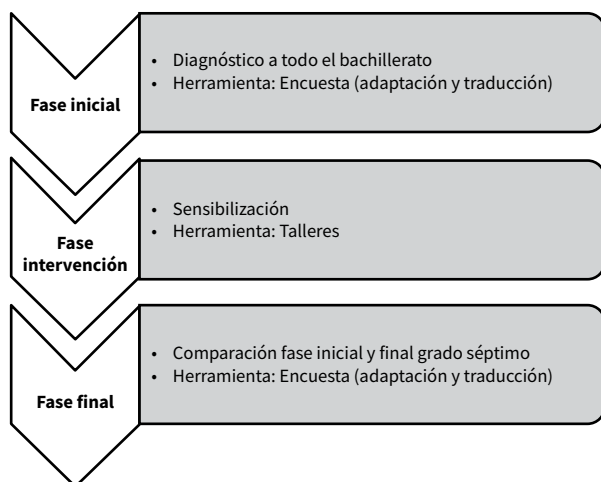 Fase inicial
• Diagnóstico a todo el bachillerato
• Herramienta: Encuesta (adaptación y traducción)
Fase
intervención
• Sensibilización
• Herramienta: Talleres
Fase final
• Comparación fase inicial y final grado séptimo
• Herramienta: Encuesta (adaptación y traducción)